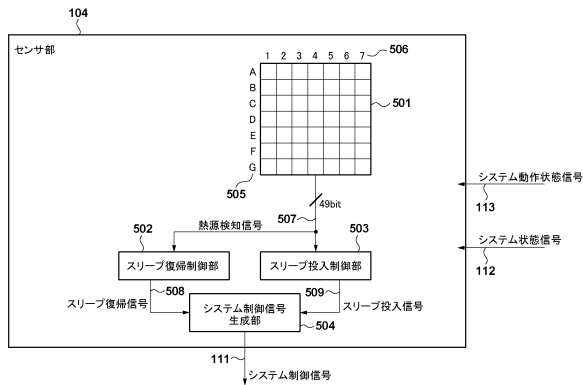 104
センサ部
1 2 3 4 5 6 7
506
A
B
C
D
E
F
G
501
505
49bit
507
熱源検知信号
502
503
スリープ復帰制御部
スリープ投入制御部
508
509
スリープ復帰信号
スリープ投入信号
システム制御信号
生成部
504
111
システム制御信号
システム動作状態信号
113
システム状態信号
112